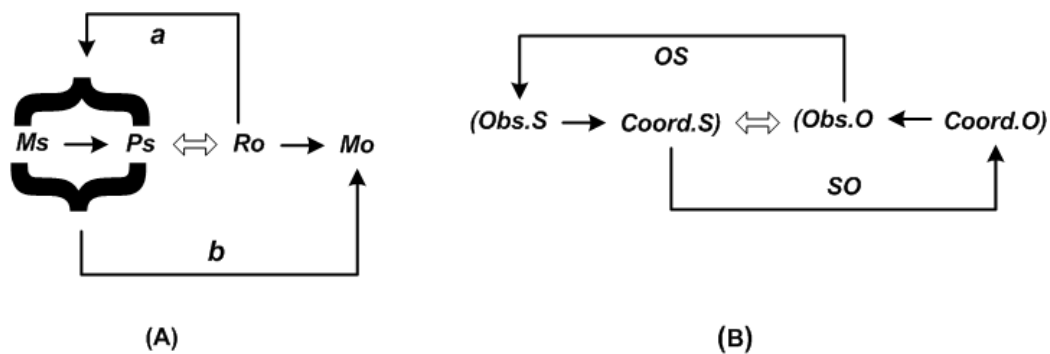 a
Ms Ps Ro Mo
b
(A)
OS
(Obs.S Coord.S) (Obs.O Coord.O)
SO
(B)